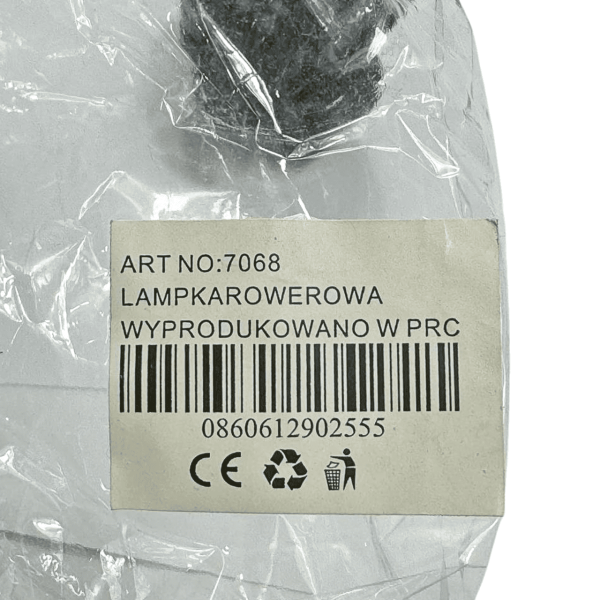 ART NO:7068
LAMPKAROWEROWA
WYPRODUKOWANO W PRC
0860612902555
CE